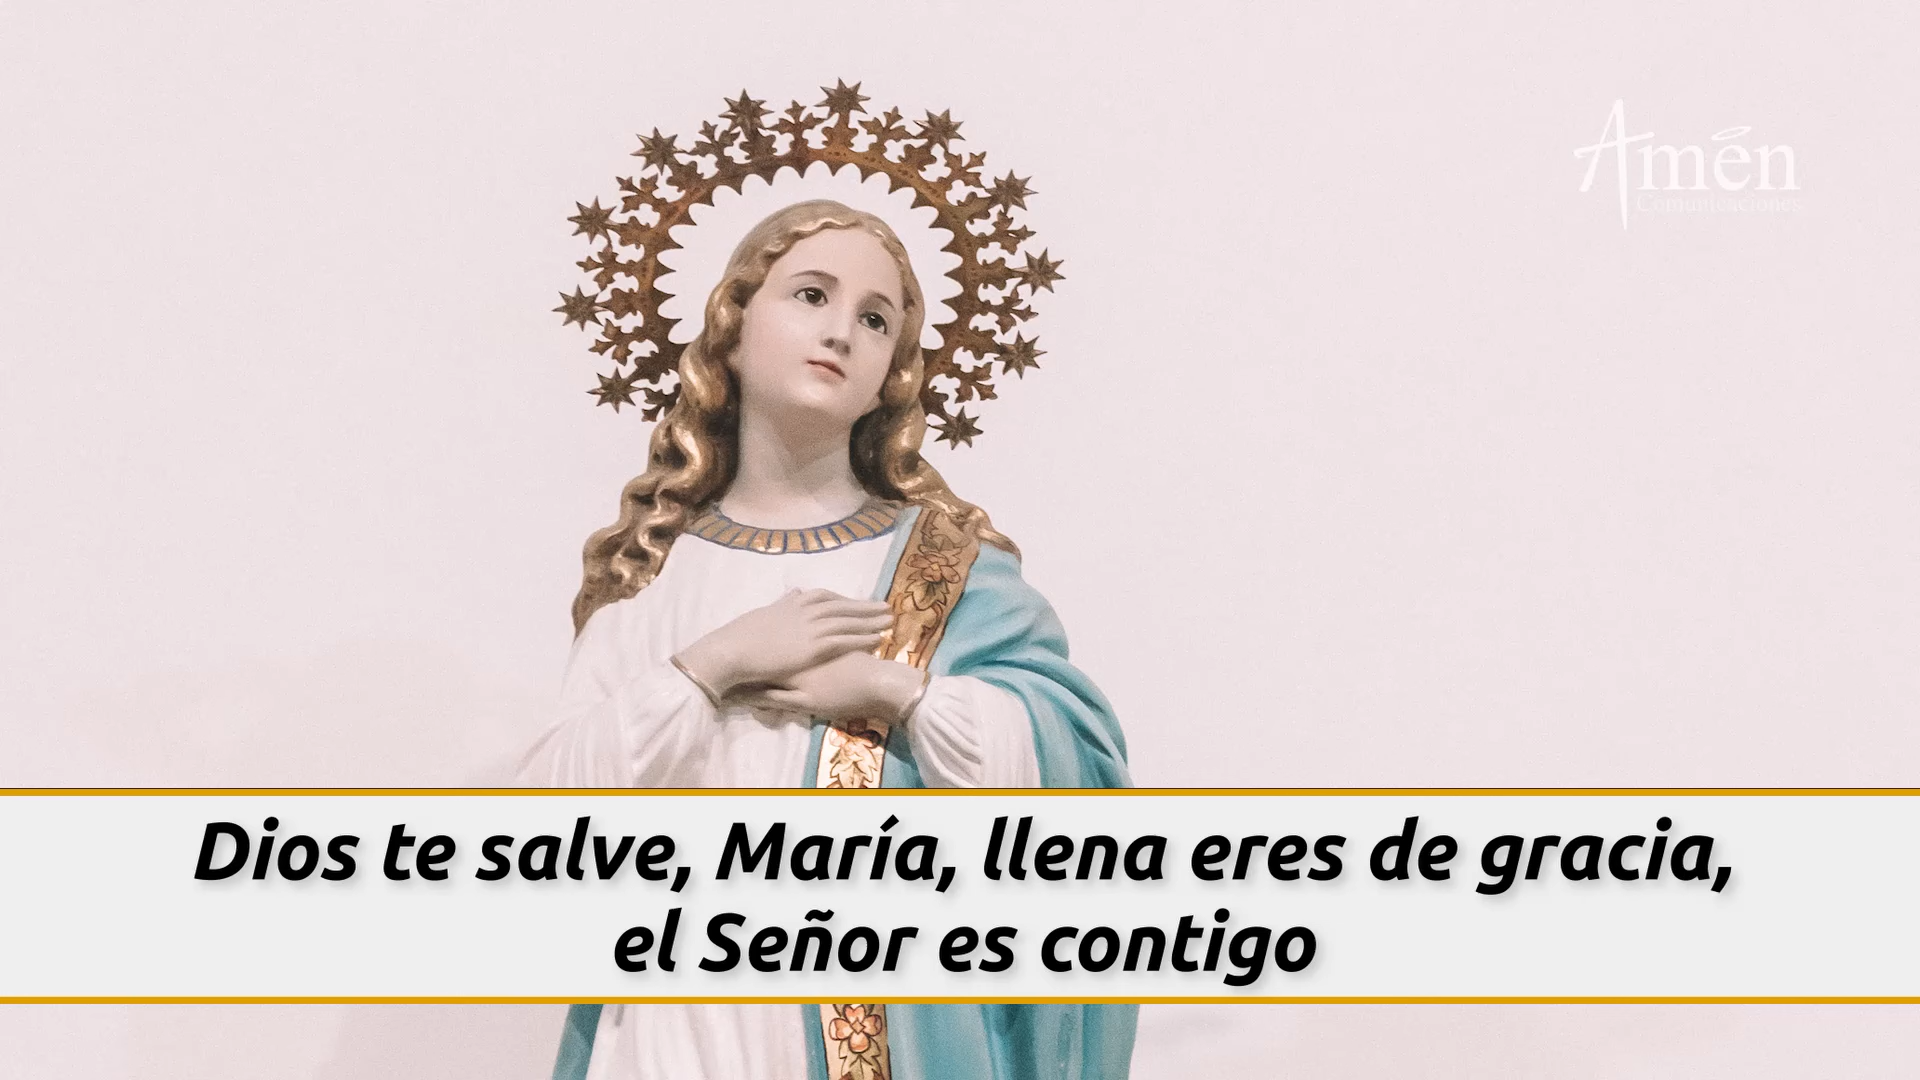 Amén
Comunicaciones
Dios te salve, María, llena eres de gracia,
el Señor es contigo